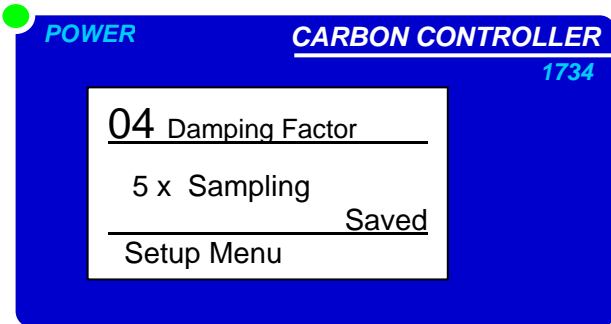 POWER
CARBON CONTROLLER
1734
04 Damping Factor
5 x Sampling
Saved
Setup Menu